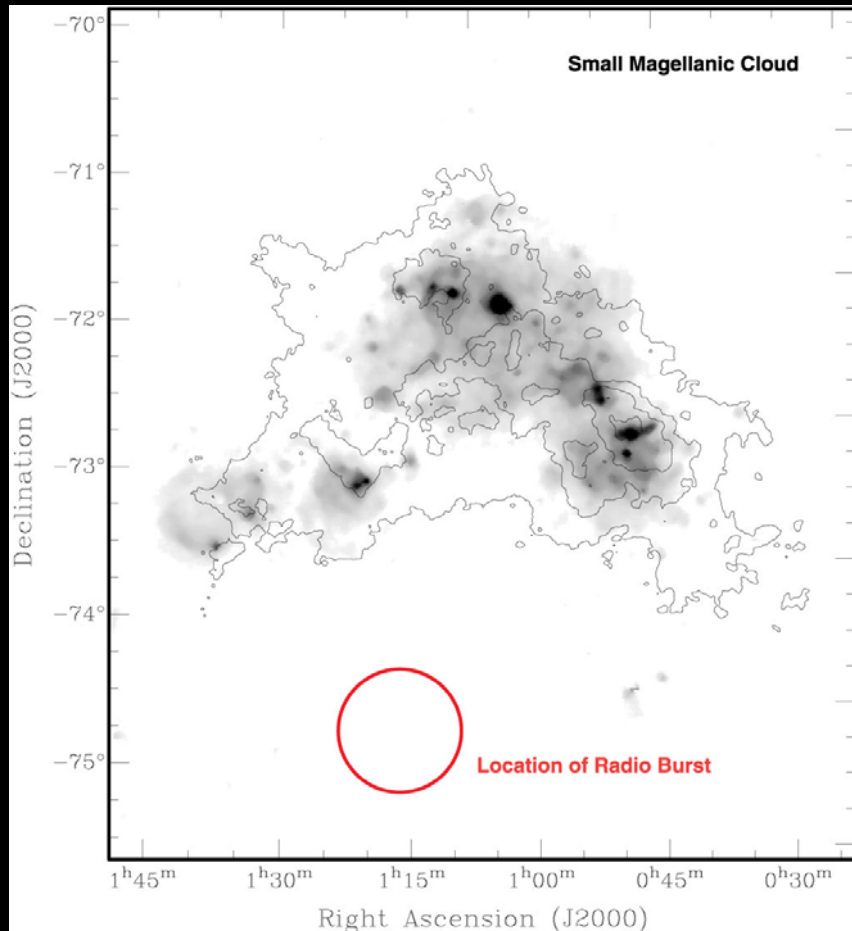 Small Magellanic Cloud
−70°
−71°
−72°
−73°
−74°
−75°
Declination (J2000)
Location of Radio Burst
1ʰ45ᵐ 1ʰ30ᵐ 1ʰ15ᵐ 1ʰ00ᵐ 0ʰ45ᵐ 0ʰ30ᵐ
Right Ascension (J2000)